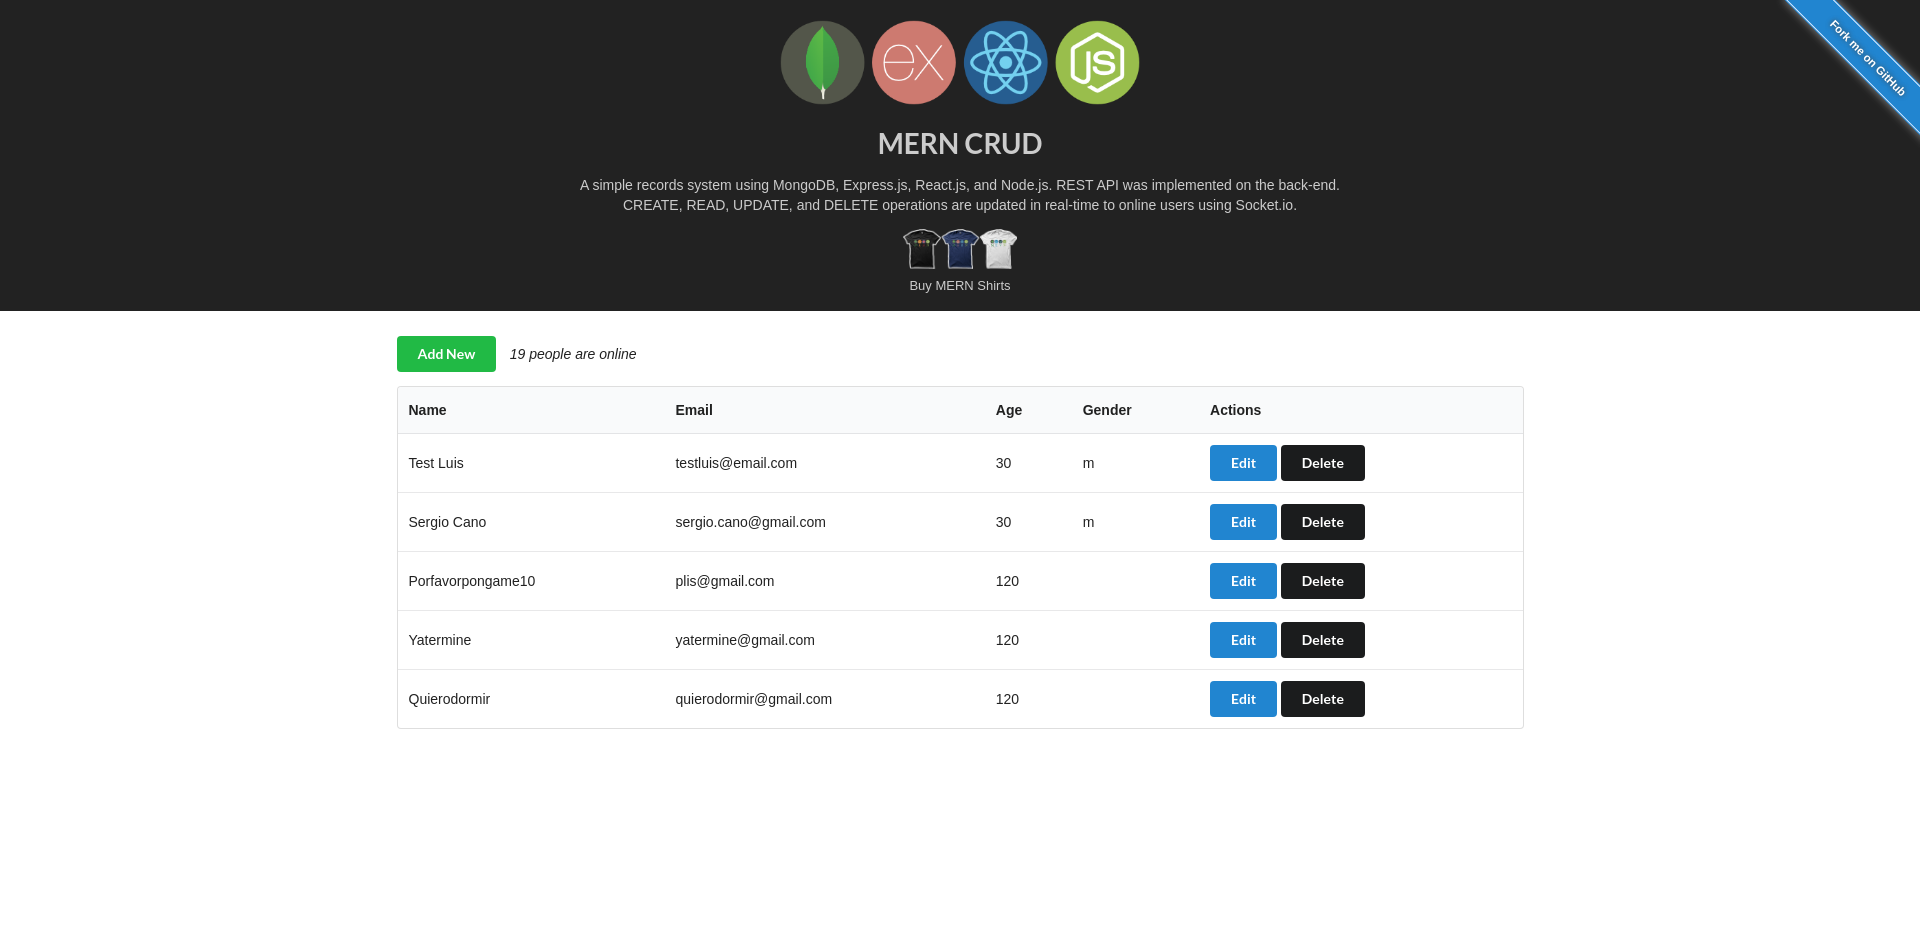 ex
JS
Fork me on GitHub
MERN CRUD
A simple records system using MongoDB, Express.js, React.js, and Node.js. REST API was implemented on the back-end.
CREATE, READ, UPDATE, and DELETE operations are updated in real-time to online users using Socket.io.
Buy MERN Shirts
Add New 19 people are online
Name Email Age Gender Actions
Test Luis testluis@email.com 30 m Edit Delete
Sergio Cano sergio.cano@gmail.com 30 m Edit Delete
Porfavorpongame10 plis@gmail.com 120 Edit Delete
Yatermine yatermine@gmail.com 120 Edit Delete
Quierodormir quierodormir@gmail.com 120 Edit Delete